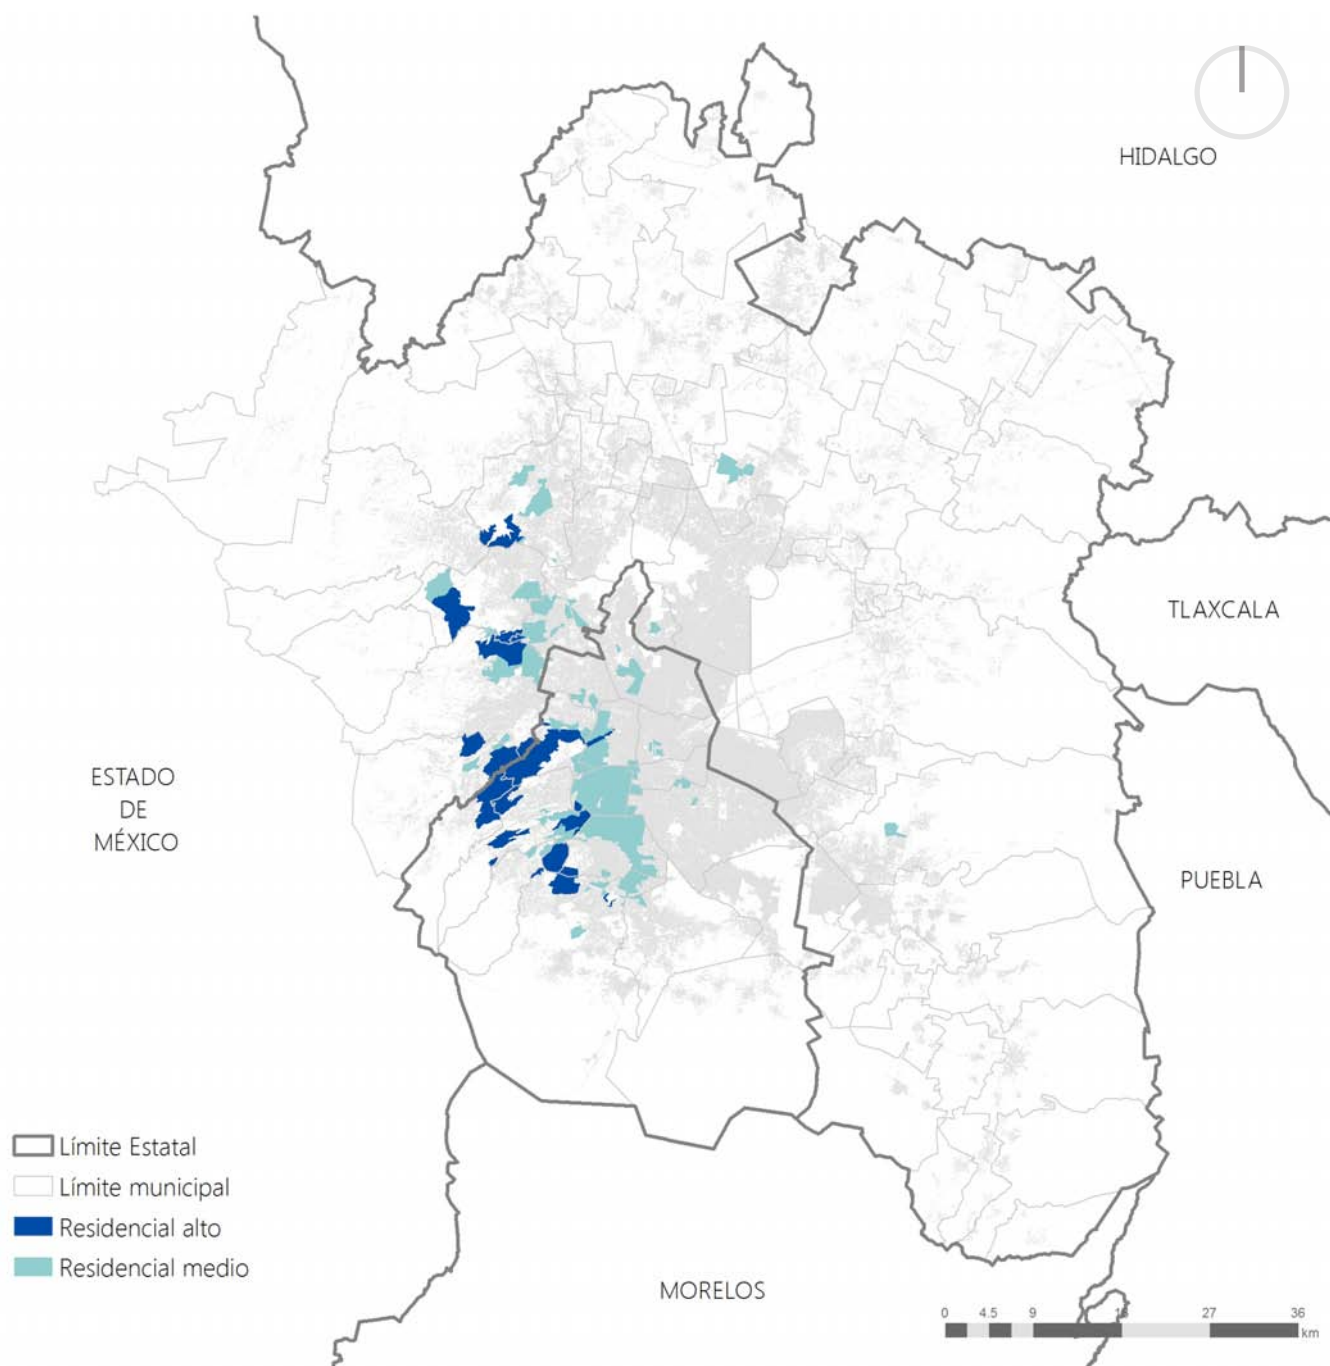 HIDALGO
TLAXCALA
ESTADO
DE
MÉXICO
PUEBLA
Límite Estatal
Límite municipal
Residencial alto
Residencial medio
MORELOS
0 4.5 9 18 27 36
km